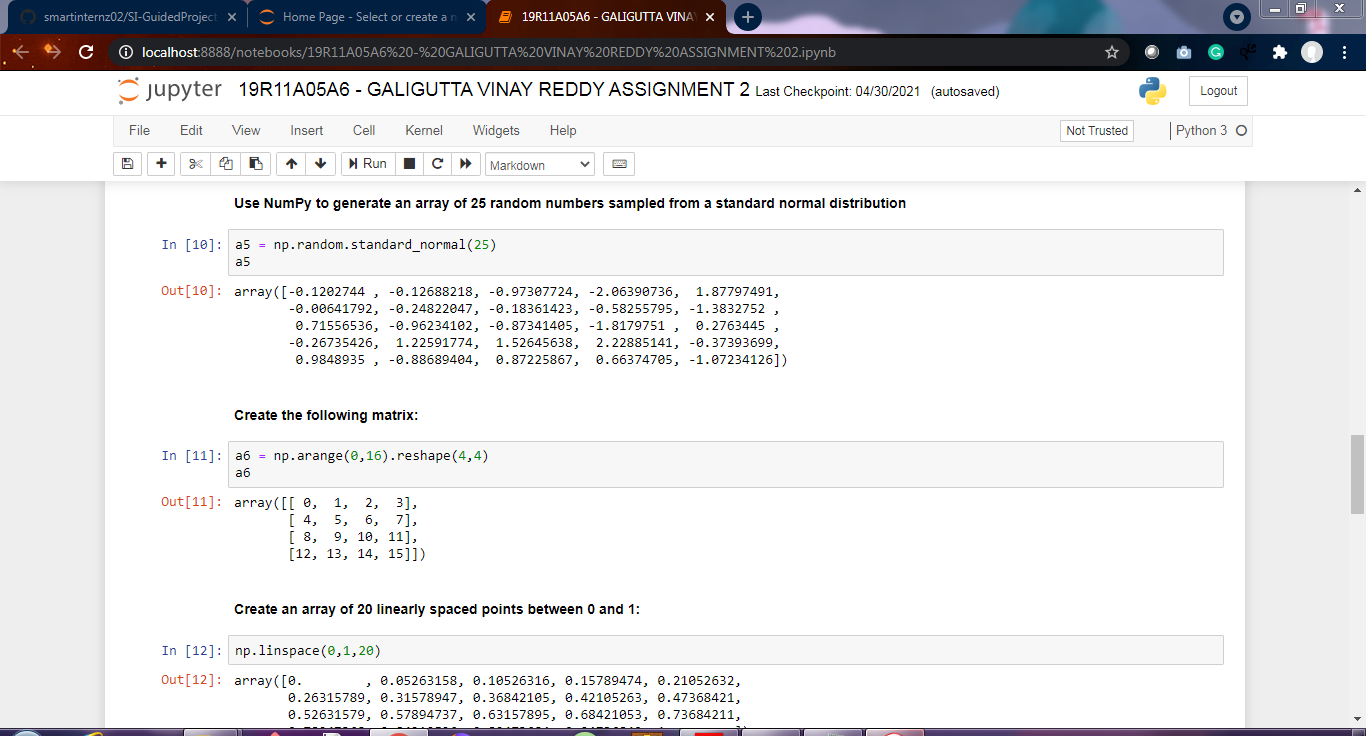 smartinternz02/SI-GuidedProject
Home Page - Select or create a n
19R11A05A6 - GALIGUTTA VINA
localhost:8888/notebooks/19R11A05A6%20-%20GALIGUTTA%20VINAY%20REDDY%20ASSIGNMENT%202.ipynb
jupyter 19R11A05A6 - GALIGUTTA VINAY REDDY ASSIGNMENT 2 Last Checkpoint: 04/30/2021 (autosaved)
Logout
File Edit View Insert Cell Kernel Widgets Help
Not Trusted
Python 3
Run
Markdown
Use NumPy to generate an array of 25 random numbers sampled from a standard normal distribution
In [10]: a5 = np.random.standard_normal(25)
a5
Out[10]: array([-0.1202744 , -0.12688218, -0.97307724, -2.06390736,  1.87797491,
-0.00641792, -0.24822047, -0.18361423, -0.58255795, -1.3832752 ,
0.71556536, -0.96234102, -0.87341405, -1.8179751 ,  0.2763445 ,
-0.26735426,  1.22591774,  1.52645638,  2.22885141, -0.37393699,
0.9848935 , -0.88689404,  0.87225867,  0.66374705, -1.07234126])
Create the following matrix:
In [11]: a6 = np.arange(0,16).reshape(4,4)
a6
Out[11]: array([[ 0,  1,  2,  3],
[ 4,  5,  6,  7],
[ 8,  9, 10, 11],
[12, 13, 14, 15]])
Create an array of 20 linearly spaced points between 0 and 1:
In [12]: np.linspace(0,1,20)
Out[12]: array([0.        , 0.05263158, 0.10526316, 0.15789474, 0.21052632,
0.26315789, 0.31578947, 0.36842105, 0.42105263, 0.47368421,
0.52631579, 0.57894737, 0.63157895, 0.68421053, 0.73684211,